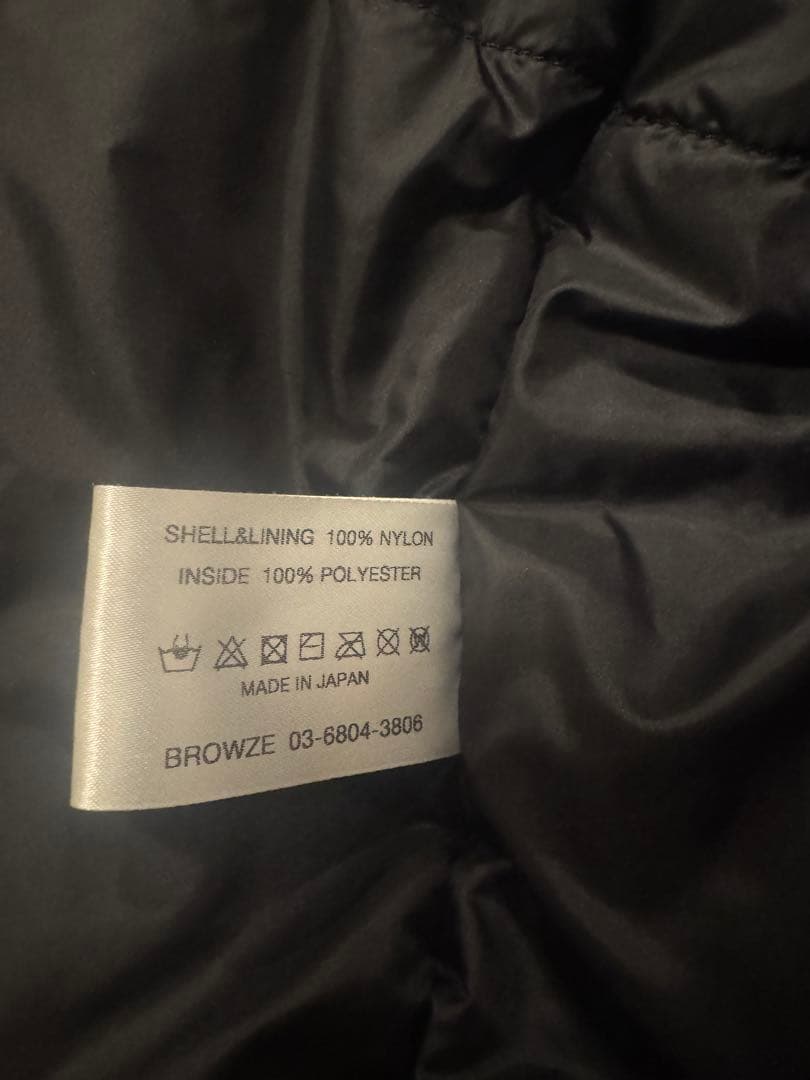 SHELL&LINING 100% NYLON
INSIDE 100% POLYESTER
MADE IN JAPAN
BROWZE 03-6804-3806